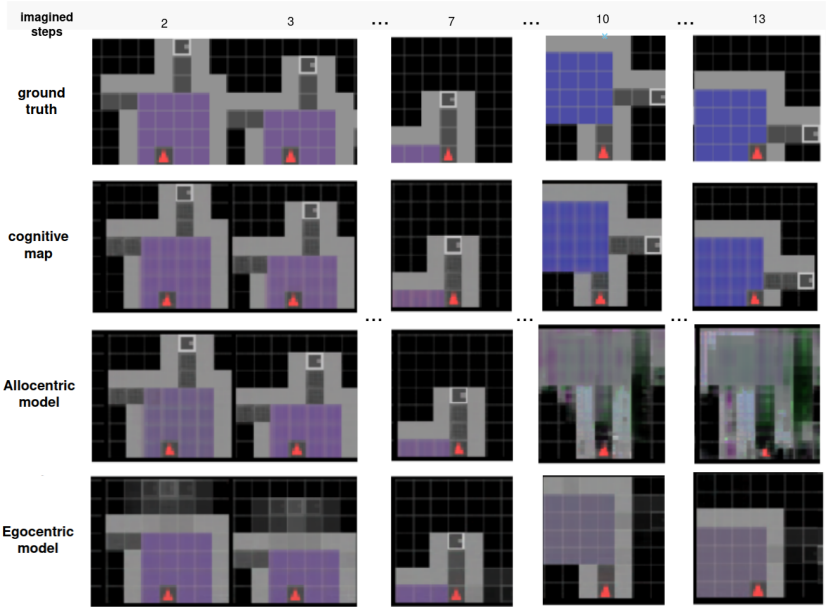 imagined
steps
2 3 ... 7 ... 10 ... 13
ground
truth
cognitive
map
... ... ...
Allocentric
model
Egocentric
model